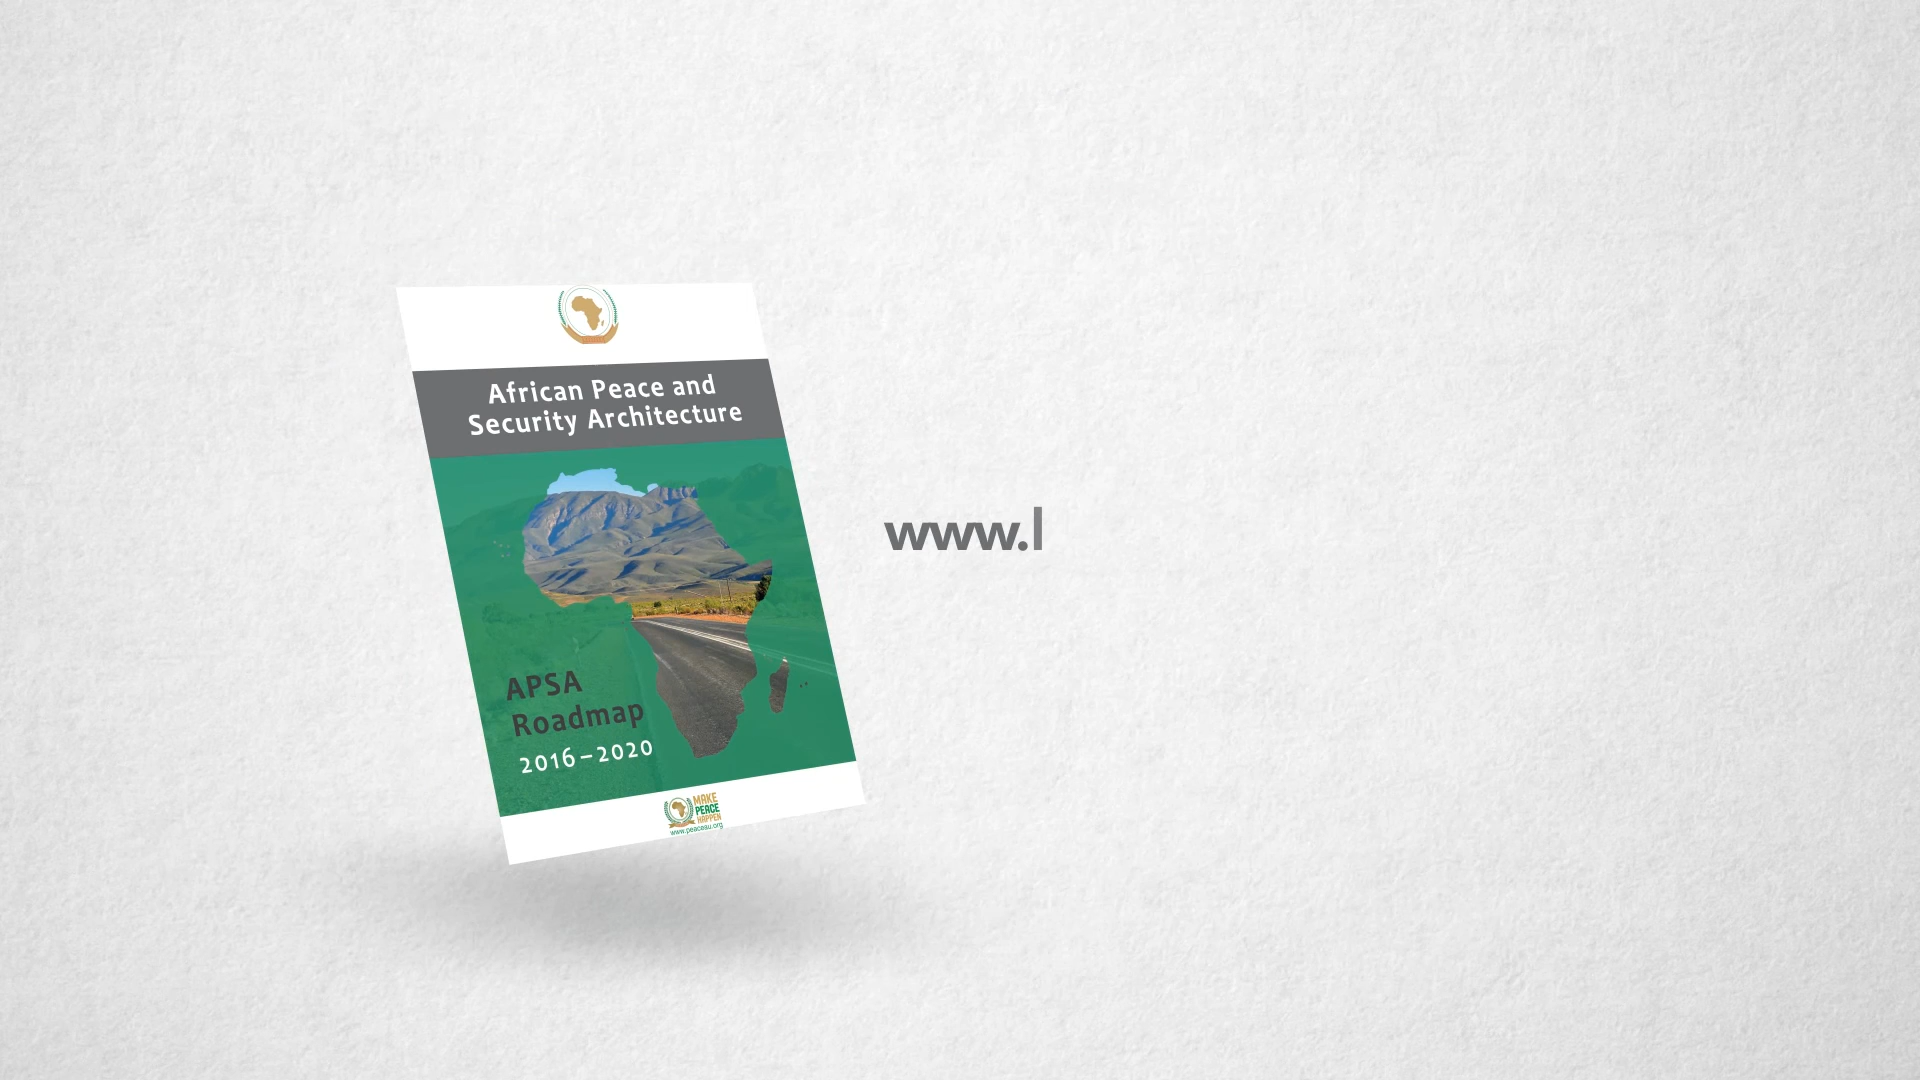 African Peace and
Security Architecture
APSA
Roadmap
2016–2020
MAKE
PEACE
HAPPEN
www.peaceau.org
www.l